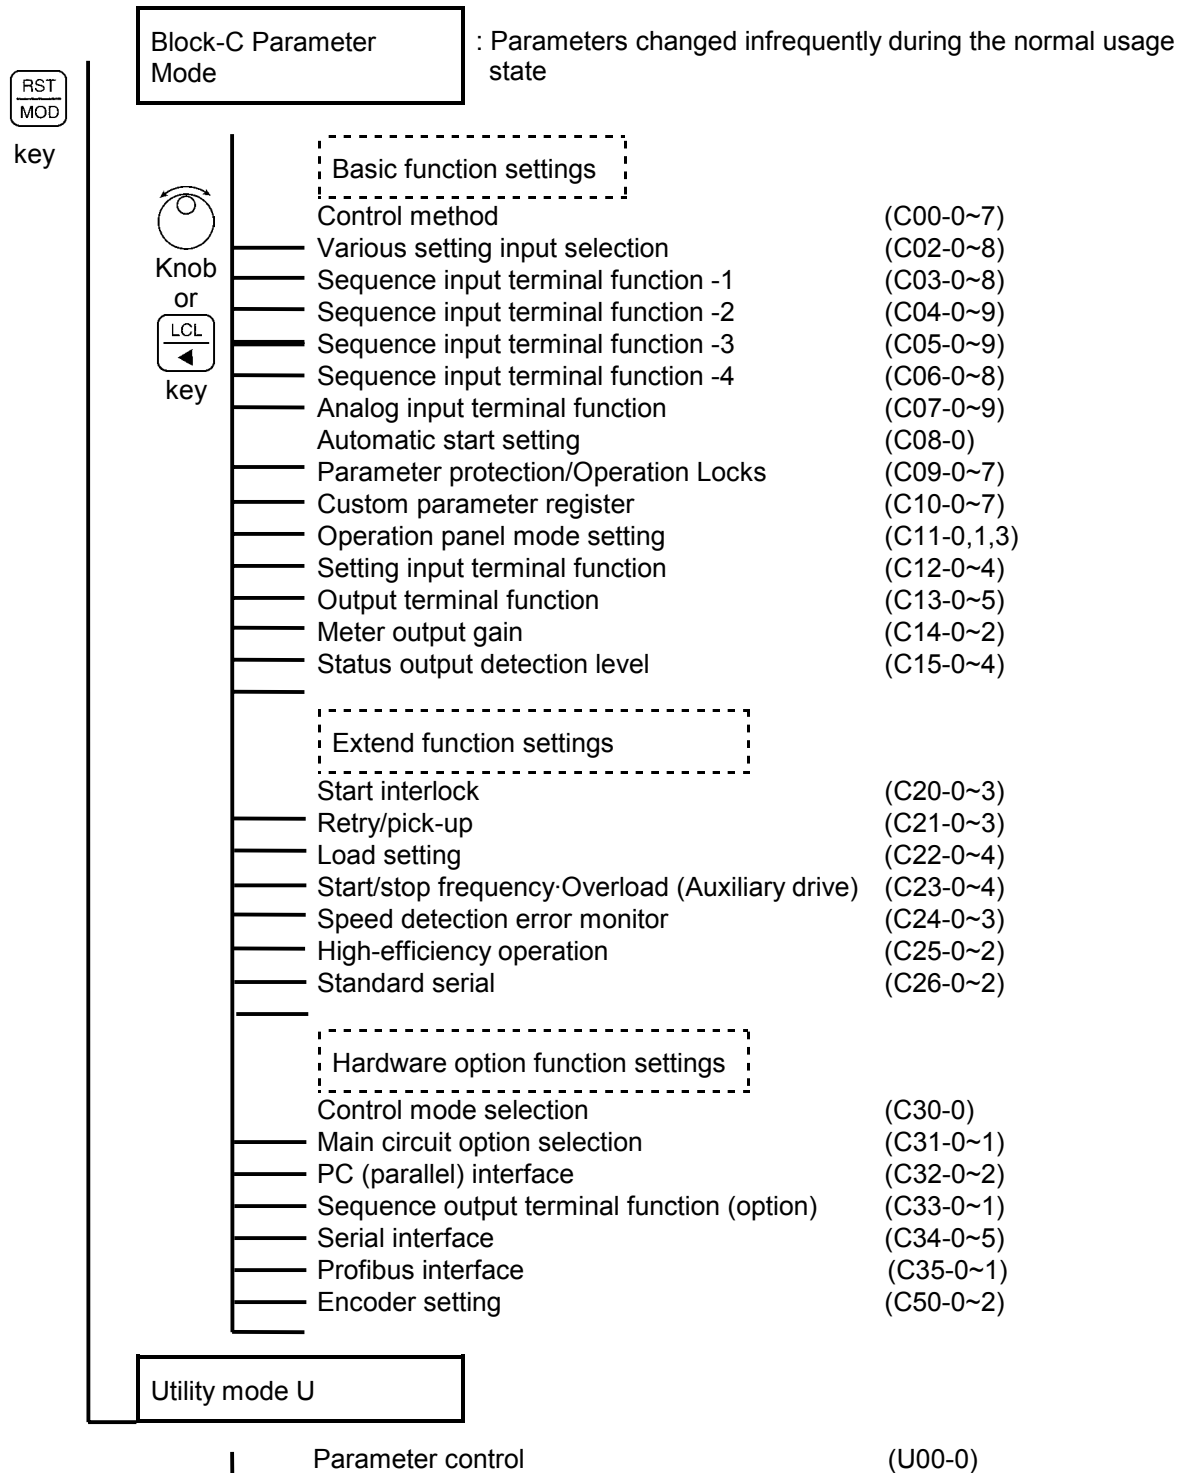 Block-C Parameter
Mode
: Parameters changed infrequently during the normal usage
state
RST
MOD
key
Basic function settings
Knob
or
LCL
key
Control method (C00-0~7)
Various setting input selection (C02-0~8)
Sequence input terminal function -1 (C03-0~8)
Sequence input terminal function -2 (C04-0~9)
Sequence input terminal function -3 (C05-0~9)
Sequence input terminal function -4 (C06-0~8)
Analog input terminal function (C07-0~9)
Automatic start setting (C08-0)
Parameter protection/Operation Locks (C09-0~7)
Custom parameter register (C10-0~7)
Operation panel mode setting (C11-0,1,3)
Setting input terminal function (C12-0~4)
Output terminal function (C13-0~5)
Meter output gain (C14-0~2)
Status output detection level (C15-0~4)
Extend function settings
Start interlock (C20-0~3)
Retry/pick-up (C21-0~3)
Load setting (C22-0~4)
Start/stop frequency·Overload (Auxiliary drive) (C23-0~4)
Speed detection error monitor (C24-0~3)
High-efficiency operation (C25-0~2)
Standard serial (C26-0~2)
Hardware option function settings
Control mode selection (C30-0)
Main circuit option selection (C31-0~1)
PC (parallel) interface (C32-0~2)
Sequence output terminal function (option) (C33-0~1)
Serial interface (C34-0~5)
Profibus interface (C35-0~1)
Encoder setting (C50-0~2)
Utility mode U
Parameter control (U00-0)